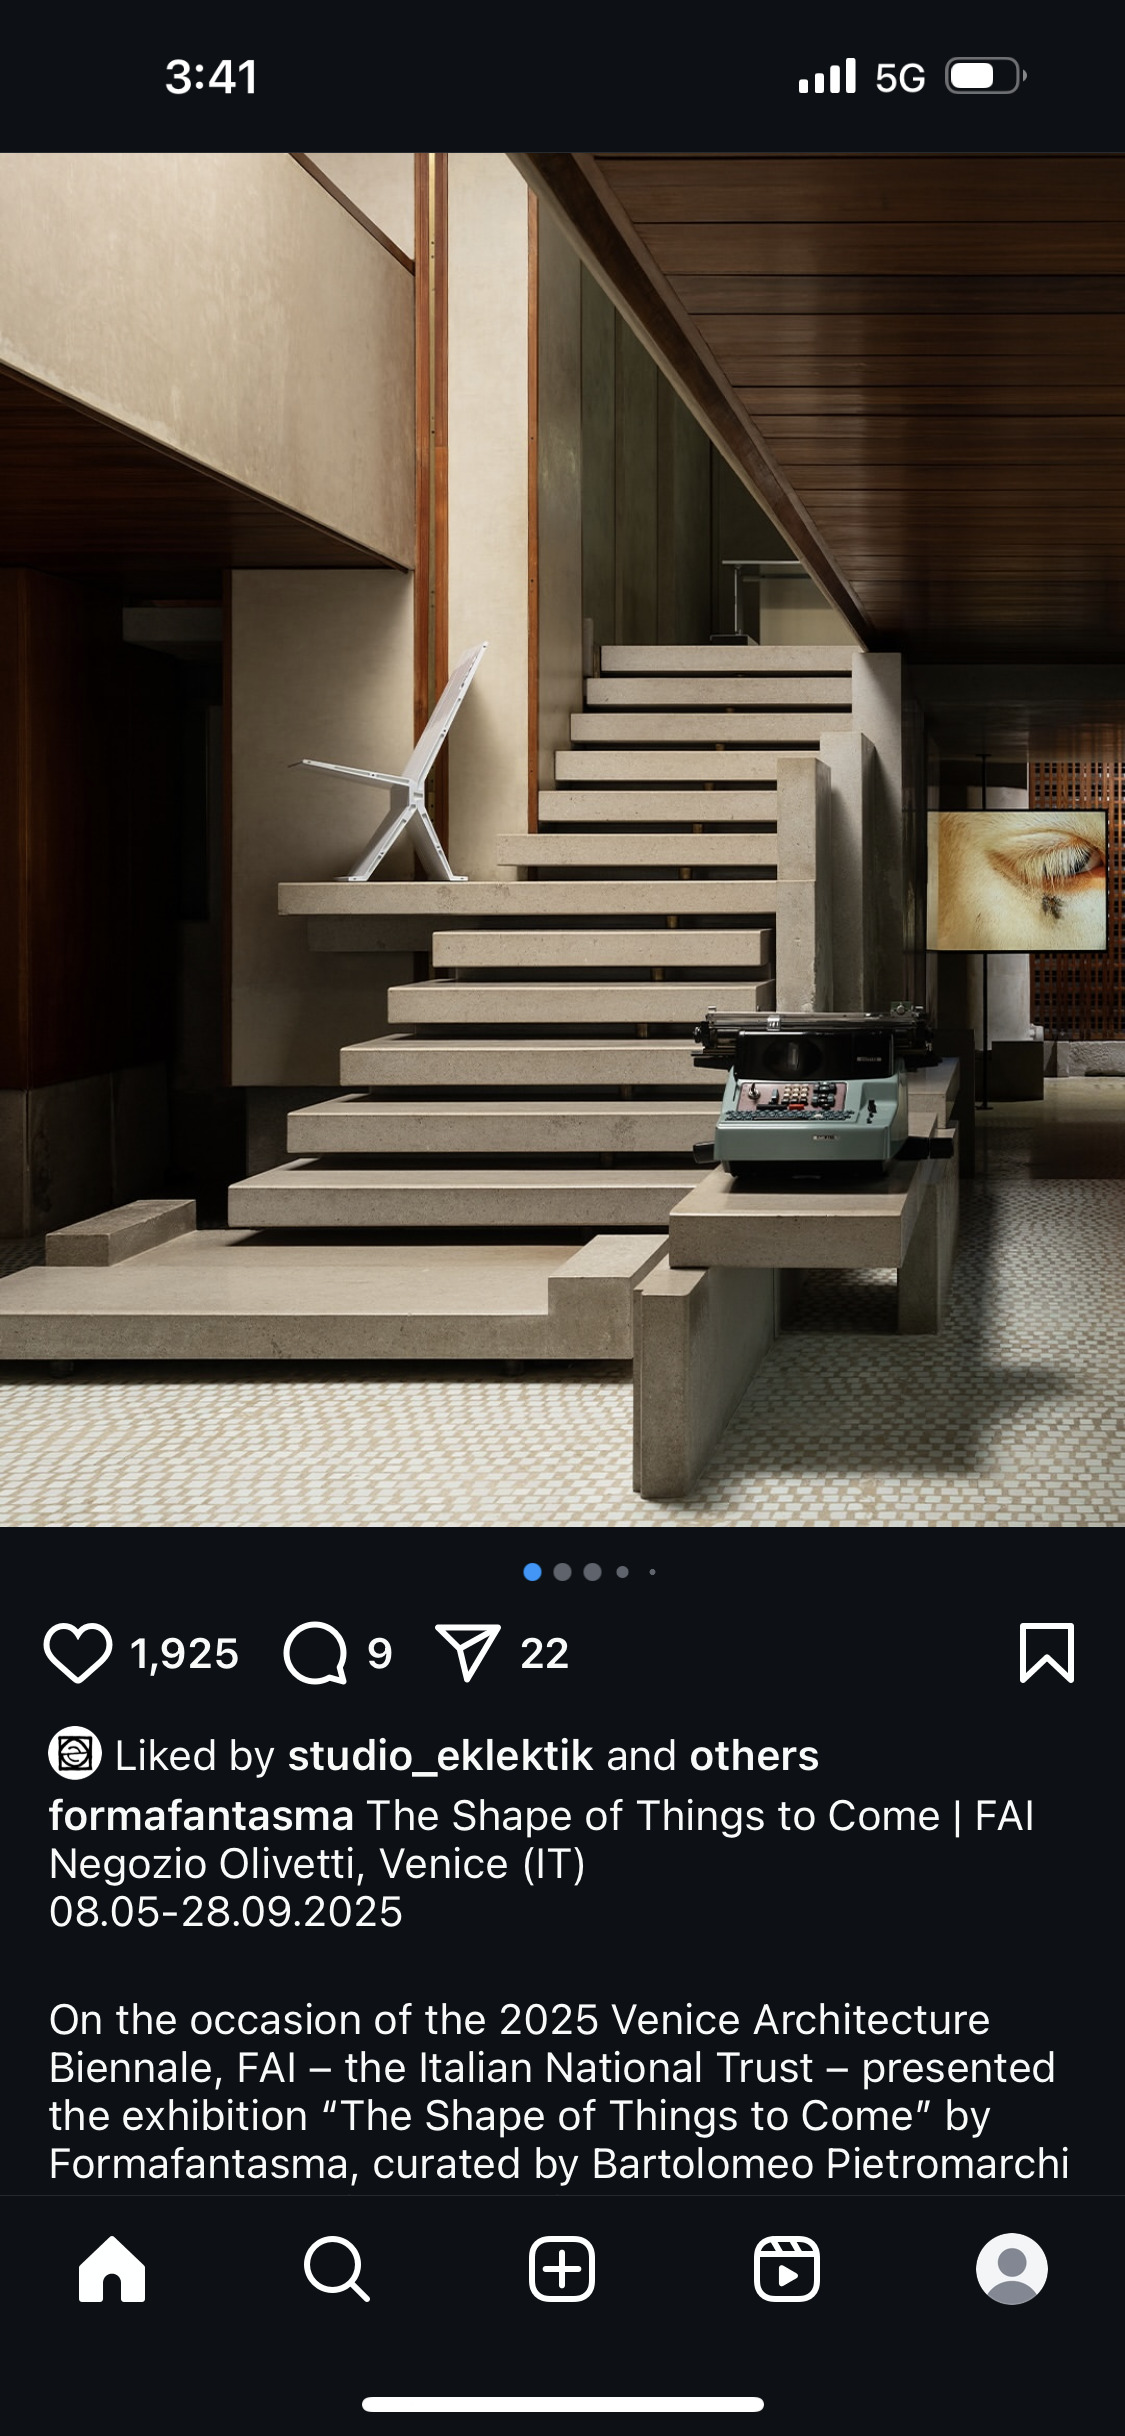 3:41
5G
1,925
9
22
Liked by studio_eklektik and others
formafantasma The Shape of Things to Come | FAI
Negozio Olivetti, Venice (IT)
08.05-28.09.2025
On the occasion of the 2025 Venice Architecture
Biennale, FAI – the Italian National Trust – presented
the exhibition “The Shape of Things to Come” by
Formafantasma, curated by Bartolomeo Pietromarchi